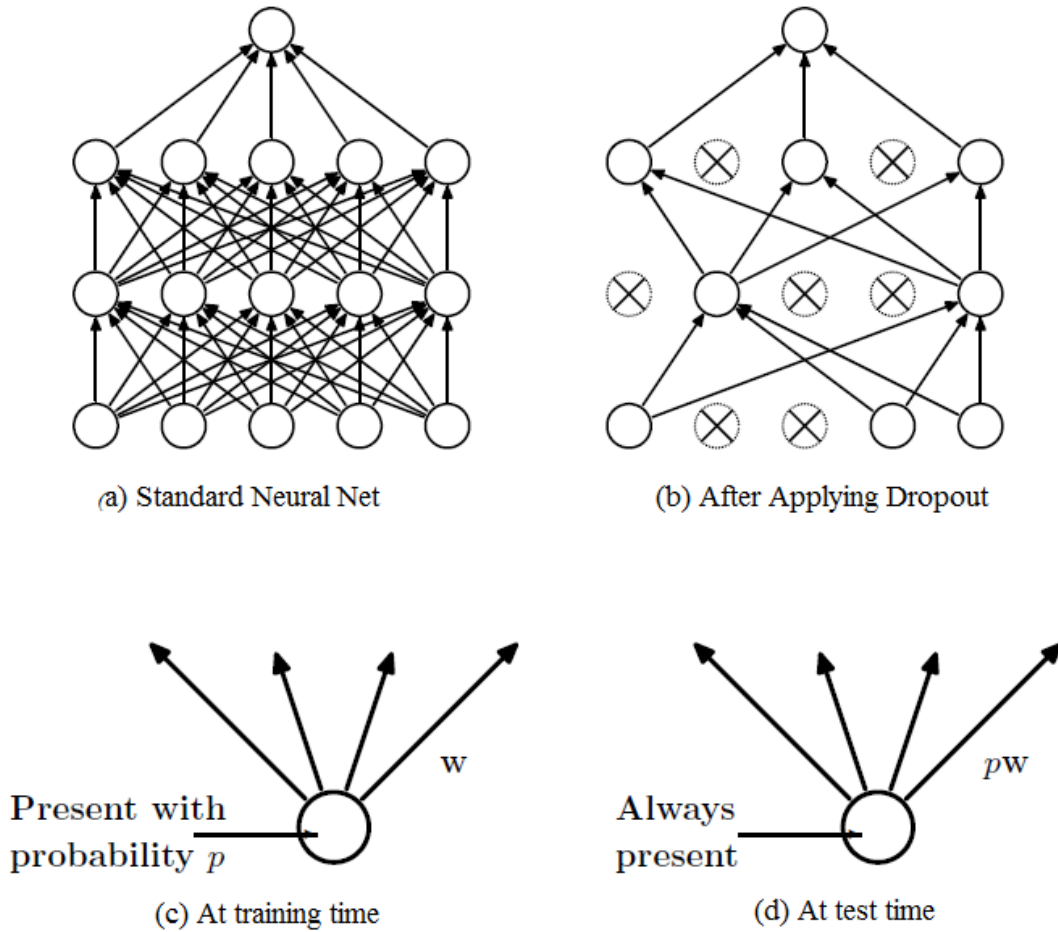 (a) Standard Neural Net
(b) After Applying Dropout
Present with
probability p
w
(c) At training time
Always
present
pw
(d) At test time